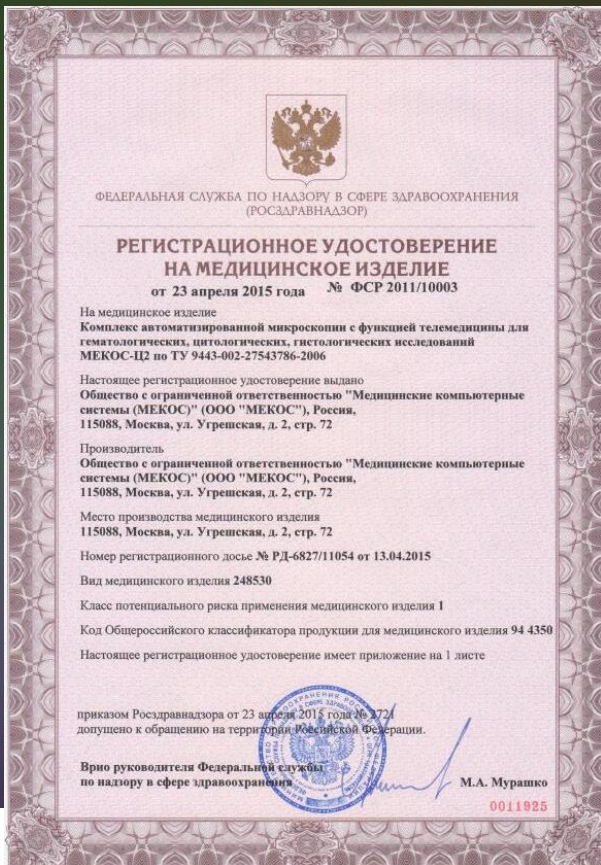 ФЕДЕРАЛЬНАЯ СЛУЖБА ПО НАДЗОРУ В СФЕРЕ ЗДРАВООХРАНЕНИЯ
(РОСЗДРАВНАДЗОР)
РЕГИСТРАЦИОННОЕ УДОСТОВЕРЕНИЕ
НА МЕДИЦИНСКОЕ ИЗДЕЛИЕ
от 23 апреля 2015 года № ФСР 2011/10003
На медицинское изделие
Комплекс автоматизированной микроскопии с функцией телемедицины для
гематологических, цитологических, гистологических исследований
МЕКОС-Ц2 по ТУ 9443-002-27543786-2006
Настоящее регистрационное удостоверение выдано
Общество с ограниченной ответственностью "Медицинские компьютерные
системы (МЕКОС)" (ООО "МЕКОС"), Россия,
115088, Москва, ул. Угрешская, д. 2, стр. 72
Производитель
Общество с ограниченной ответственностью "Медицинские компьютерные
системы (МЕКОС)" (ООО "МЕКОС"), Россия,
115088, Москва, ул. Угрешская, д. 2, стр. 72
Место производства медицинского изделия
115088, Москва, ул. Угрешская, д. 2, стр. 72
Номер регистрационного досье № РД-6827/11054 от 13.04.2015
Вид медицинского изделия 248530
Класс потенциального риска применения медицинского изделия 1
Код Общероссийского классификатора продукции для медицинского изделия 94 4350
Настоящее регистрационное удостоверение имеет приложение на 1 листе
приказом Росздравнадзора от 23 апреля 2015 года № 2721
допущено к обращению на территории Российской Федерации.
Врио руководителя Федеральной службы
по надзору в сфере здравоохранения М.А. Мурашко
0011925